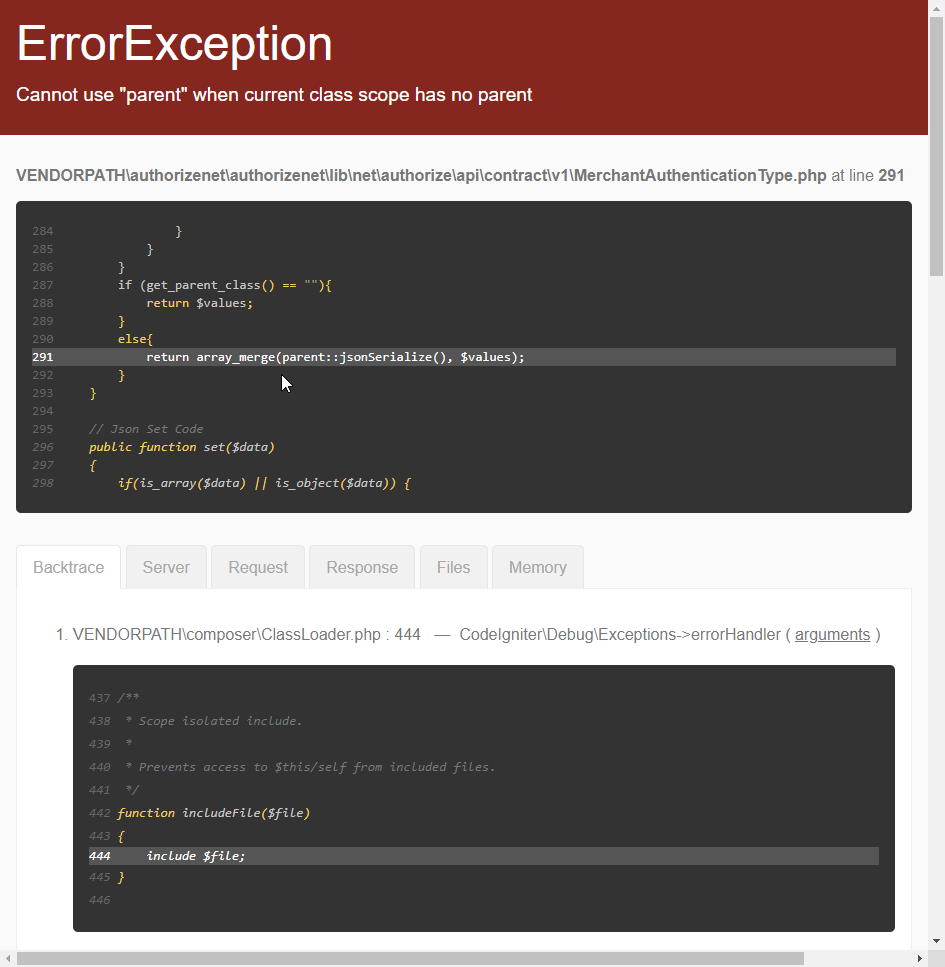 ErrorException
Cannot use "parent" when current class scope has no parent
VENDORPATH\authorizenet\authorizenet\lib\net\authorize\api\contract\v1\MerchantAuthenticationType.php at line 291
284                 }
285             }
286         }
287         if (get_parent_class() == ""){
288             return $values;
289         }
290         else{
291             return array_merge(parent::jsonSerialize(), $values);
292         }
293     }
294
295     // Json Set Code
296     public function set($data)
297     {
298         if(is_array($data) || is_object($data)) {
Backtrace Server Request Response Files Memory
1. VENDORPATH\composer\ClassLoader.php : 444 — CodeIgniter\Debug\Exceptions->errorHandler ( arguments )
437 /**
438  * Scope isolated include.
439  *
440  * Prevents access to $this/self from included files.
441  */
442 function includeFile($file)
443 {
444     include $file;
445 }
446